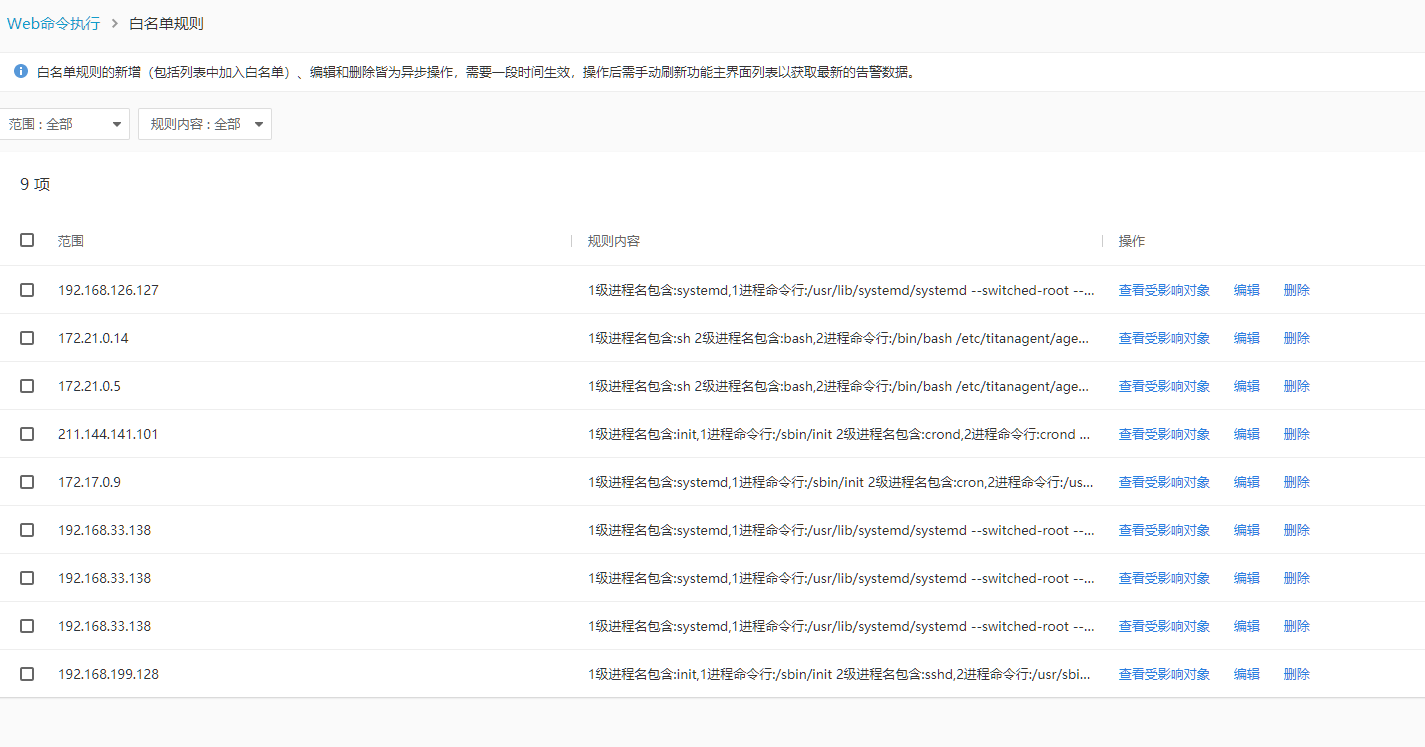 Web命令执行 > 白名单规则
白名单规则的新增（包括列表中加入白名单）、编辑和删除皆为异步操作，需要一段时间生效，操作后需手动刷新功能主界面列表以获取最新的告警数据。
范围 : 全部 规则内容 : 全部
9 项
范围 规则内容 操作
192.168.126.127 1级进程名包含:systemd,1进程命令行:/usr/lib/systemd/systemd --switched-root --... 查看受影响对象 编辑 删除
172.21.0.14 1级进程名包含:sh 2级进程名包含:bash,2进程命令行:/bin/bash /etc/titanagent/age... 查看受影响对象 编辑 删除
172.21.0.5 1级进程名包含:sh 2级进程名包含:bash,2进程命令行:/bin/bash /etc/titanagent/age... 查看受影响对象 编辑 删除
211.144.141.101 1级进程名包含:init,1进程命令行:/sbin/init 2级进程名包含:crond,2进程命令行:crond ... 查看受影响对象 编辑 删除
172.17.0.9 1级进程名包含:systemd,1进程命令行:/sbin/init 2级进程名包含:cron,2进程命令行:/us... 查看受影响对象 编辑 删除
192.168.33.138 1级进程名包含:systemd,1进程命令行:/usr/lib/systemd/systemd --switched-root --... 查看受影响对象 编辑 删除
192.168.33.138 1级进程名包含:systemd,1进程命令行:/usr/lib/systemd/systemd --switched-root --... 查看受影响对象 编辑 删除
192.168.33.138 1级进程名包含:systemd,1进程命令行:/usr/lib/systemd/systemd --switched-root --... 查看受影响对象 编辑 删除
192.168.199.128 1级进程名包含:init,1进程命令行:/sbin/init 2级进程名包含:sshd,2进程命令行:/usr/sbi... 查看受影响对象 编辑 删除